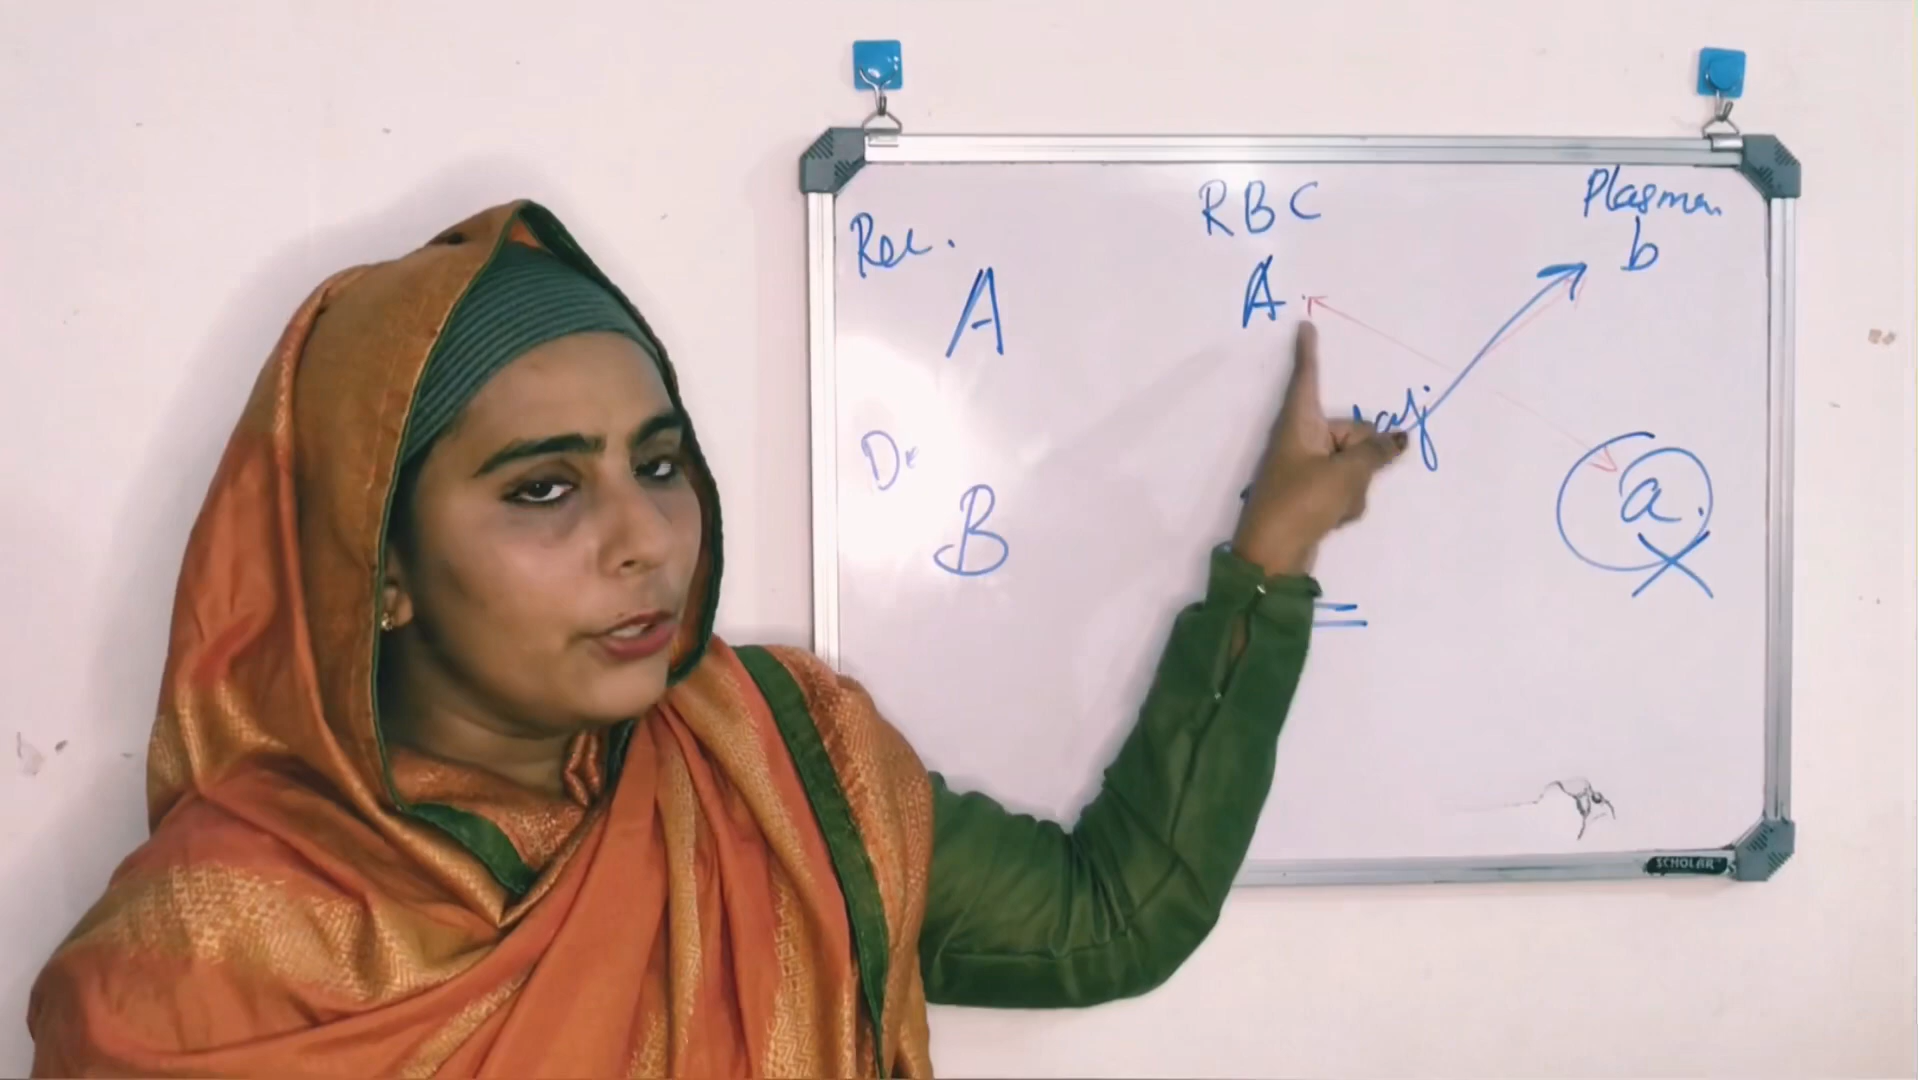 RBC Plasma
Rec. A b
A
D
B a.
SCHOLAR